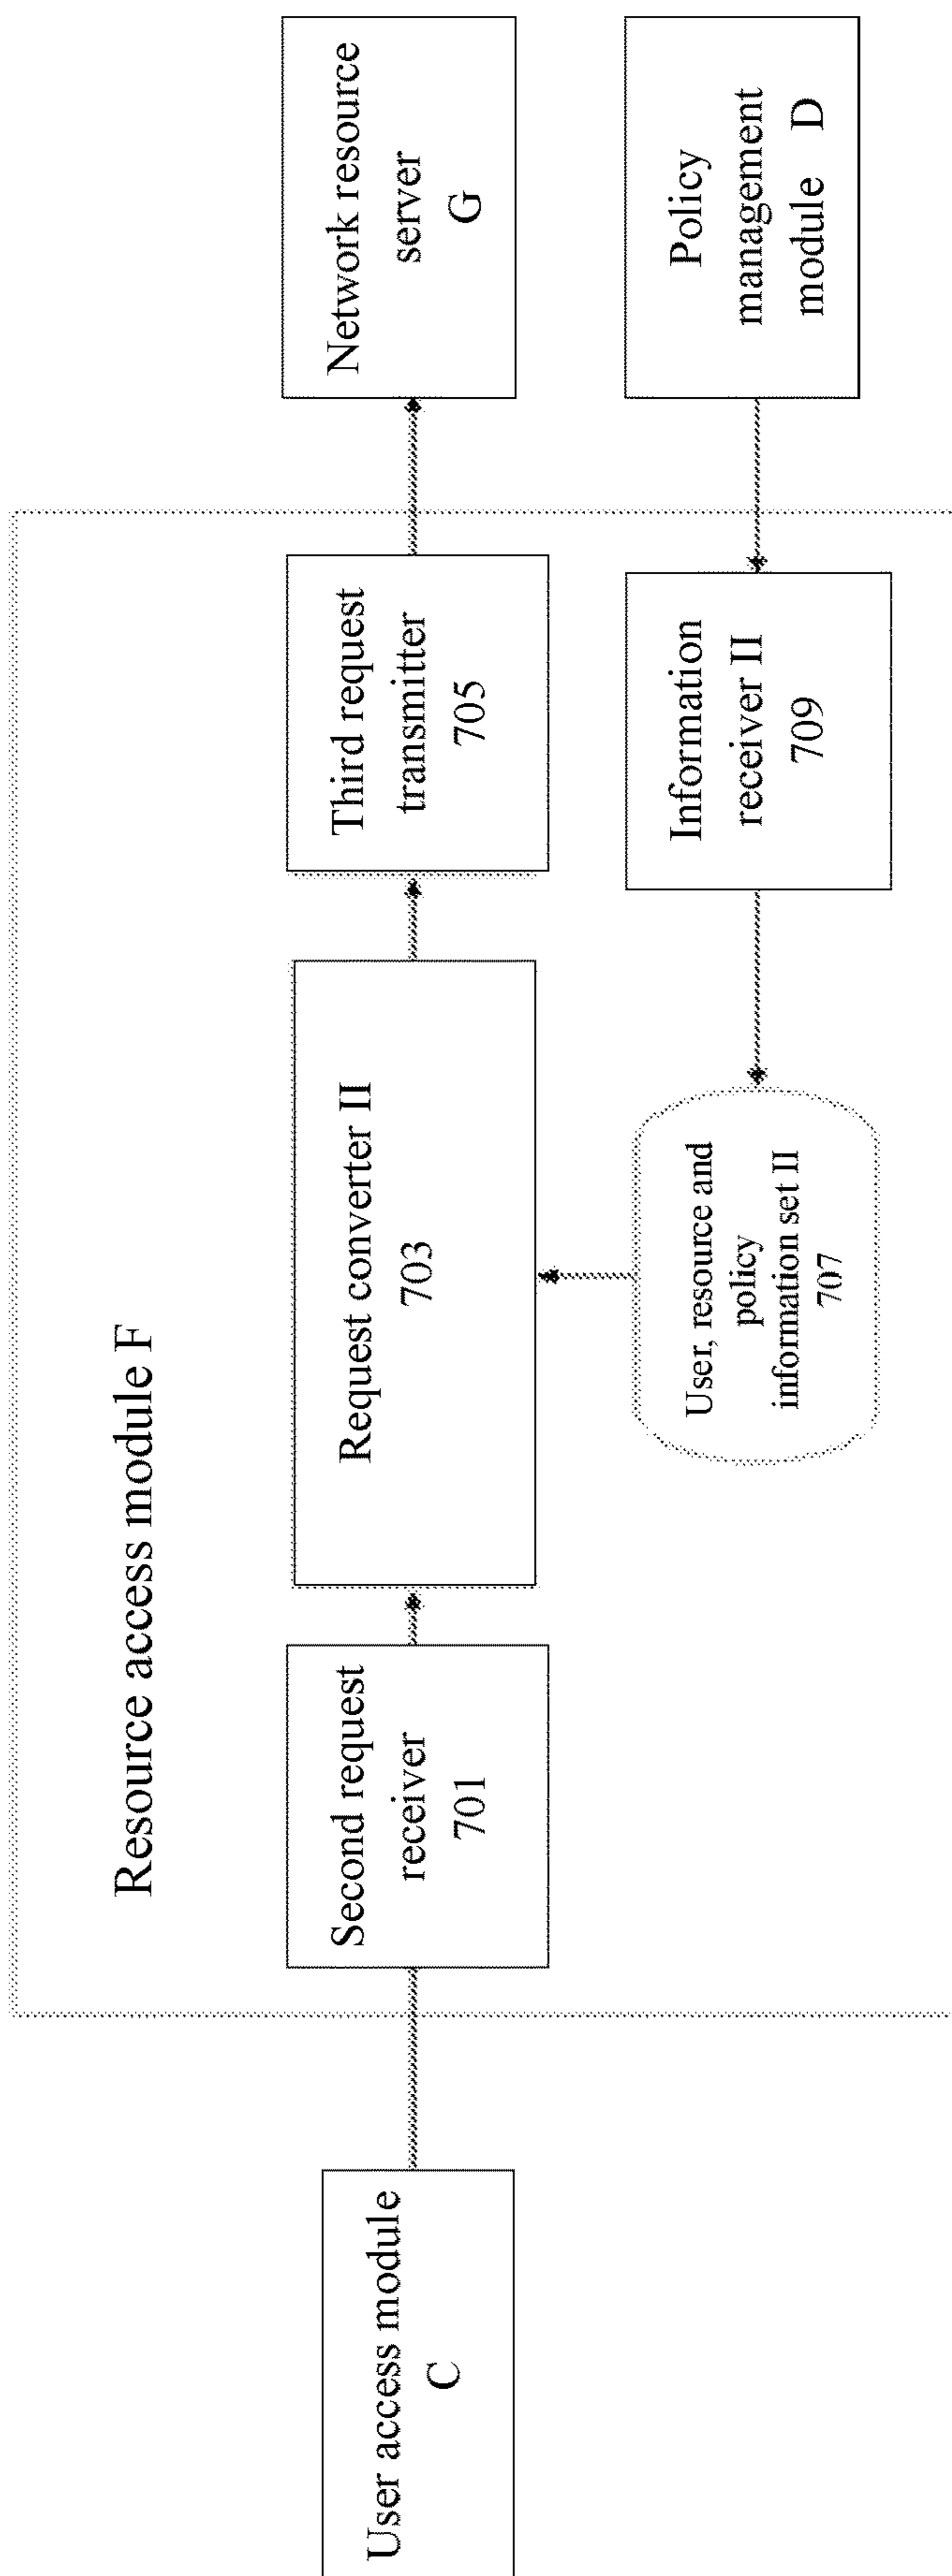 Resource access module F
User access module
C
Second request
receiver
701
Request converter II
703
Third request
transmitter
705
Network resource
server
G
User, resource and
policy
information set II
707
Information
receiver II
709
Policy
management
module D